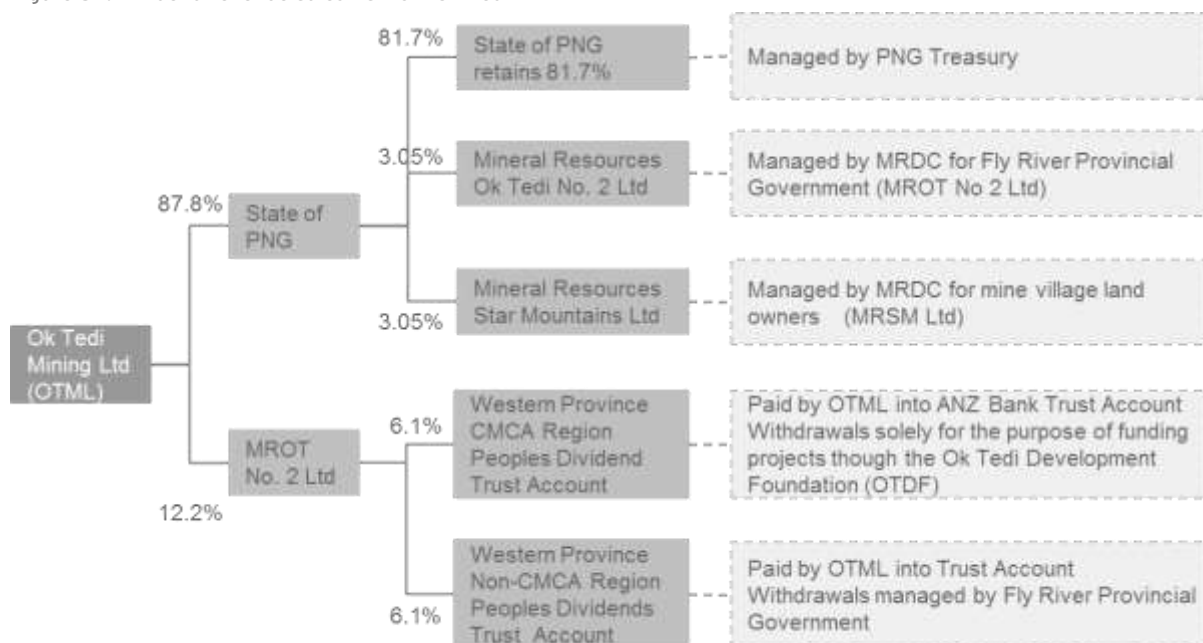 81.7%
State of PNG
retains 81.7%
Managed by PNG Treasury
3.05%
Mineral Resources
Ok Tedi No. 2 Ltd
Managed by MRDC for Fly River Provincial
Government (MROT No 2 Ltd)
87.8%
State of
PNG
3.05%
Mineral Resources
Star Mountains Ltd
Managed by MRDC for mine village land
owners (MRSM Ltd)
Ok Tedi
Mining Ltd
(OTML)
12.2%
MROT
No. 2 Ltd
6.1%
Western Province
CMCA Region
Peoples Dividend
Trust Account
Paid by OTML into ANZ Bank Trust Account
Withdrawals solely for the purpose of funding
projects though the Ok Tedi Development
Foundation (OTDF)
6.1%
Western Province
Non-CMCA Region
Peoples Dividends
Trust Account
Paid by OTML into Trust Account
Withdrawals managed by Fly River Provincial
Government